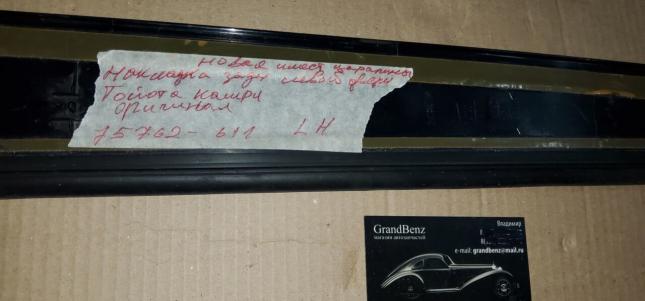 Новая имеет царапины
Накладка задн левой двери
Тойота Камри
оригинал
75762- 611 LH
GrandBenz
магазин автозапчастей
Владимир
e-mail: grandbenz@mail.ru